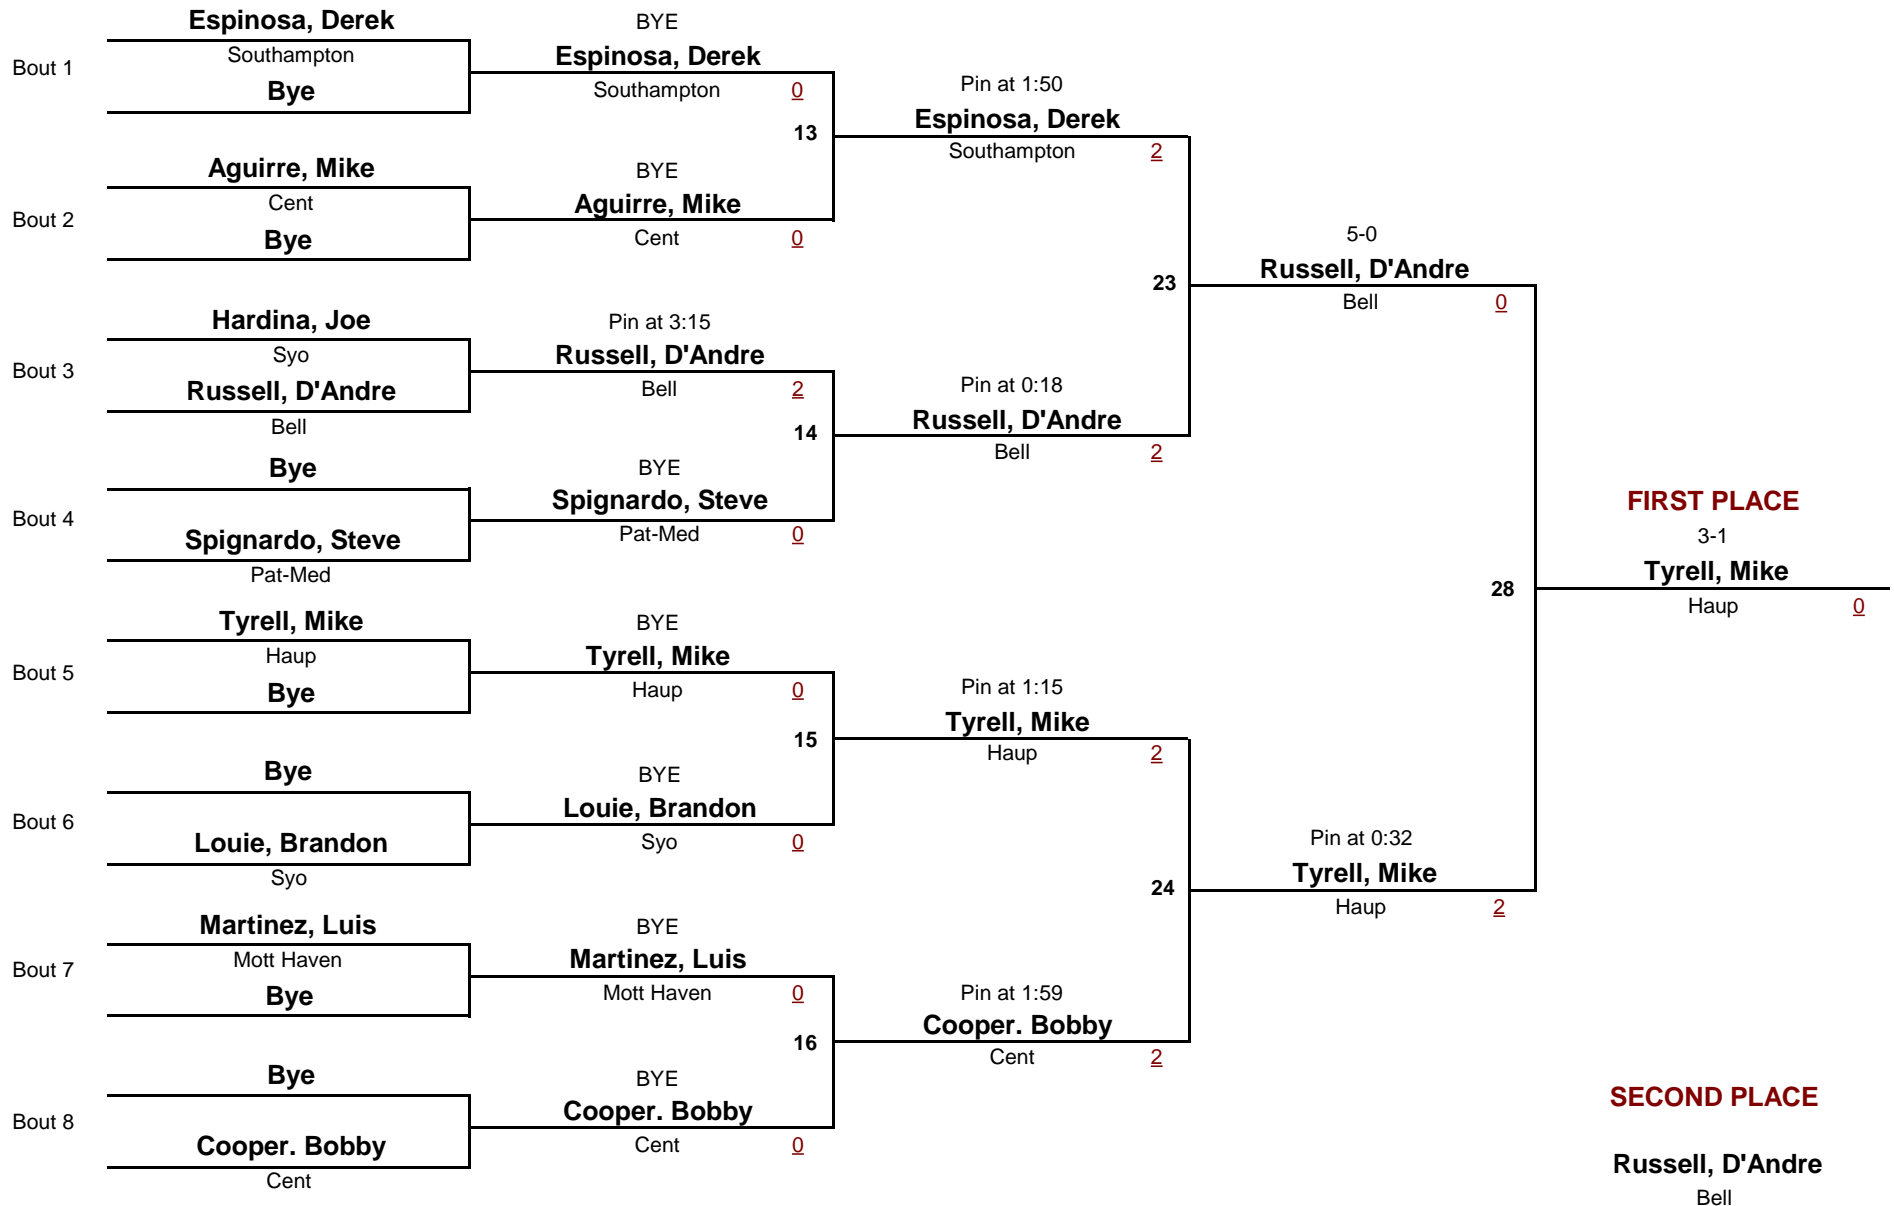 Espinosa, Derek
Bout 1
Southampton
Bye
Aguirre, Mike
Bout 2
Cent
Bye
Hardina, Joe
Bout 3
Syo
Russell, D'Andre
Bell
Bye
Bout 4
Spignardo, Steve
Pat-Med
Tyrell, Mike
Bout 5
Haup
Bye
Bye
Bout 6
Louie, Brandon
Syo
Martinez, Luis
Bout 7
Mott Haven
Bye
Bye
Bout 8
Cooper. Bobby
Cent
BYE
Espinosa, Derek
Southampton 0
13
BYE
Aguirre, Mike
Cent 0
Pin at 3:15
Russell, D'Andre
Bell 2
14
BYE
Spignardo, Steve
Pat-Med 0
BYE
Tyrell, Mike
Haup 0
15
BYE
Louie, Brandon
Syo 0
BYE
Martinez, Luis
Mott Haven 0
16
BYE
Cooper. Bobby
Cent 0
Pin at 1:50
Espinosa, Derek
Southampton 2
23
Pin at 0:18
Russell, D'Andre
Bell 2
Pin at 1:15
Tyrell, Mike
Haup 2
24
Pin at 1:59
Cooper. Bobby
Cent 2
5-0
Russell, D'Andre
Bell 0
28
Pin at 0:32
Tyrell, Mike
Haup 2
FIRST PLACE
3-1
Tyrell, Mike
Haup 0
SECOND PLACE
Russell, D'Andre
Bell